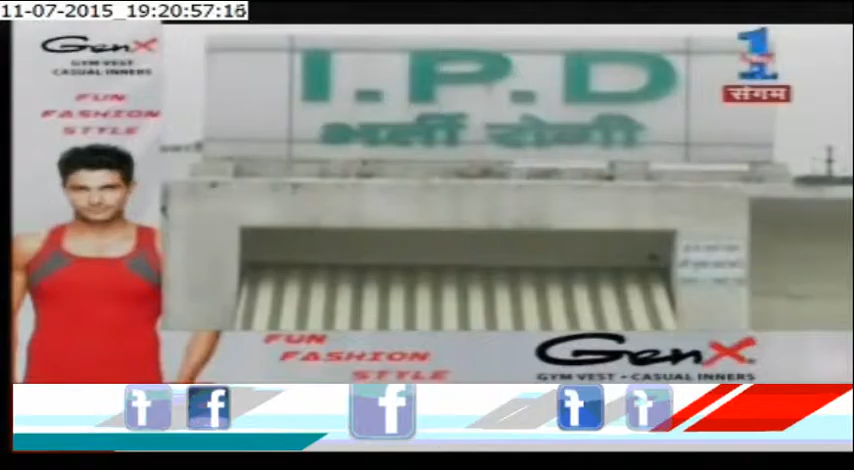 11-07-2015_19:20:57:16
GenX
GYM VEST
CASUAL INNERS
FUN
FASHION
STYLE
I.P.D
भर्ती रोगी
1
संगम
FUN
FASHION
STYLE
GenX
GYM VEST • CASUAL INNERS